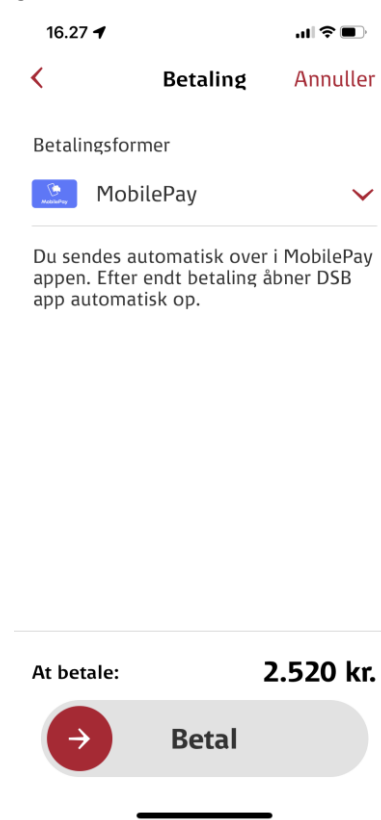 16.27
Betaling
Annuller
Betalingsformer
MobilePay
MobilePay
Du sendes automatisk over i MobilePay
appen. Efter endt betaling åbner DSB
app automatisk op.
At betale:
2.520 kr.
Betal